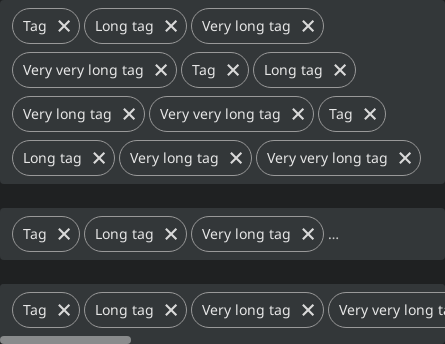 Tag Long tag Very long tag
Very very long tag Tag Long tag
Very long tag Very very long tag Tag
Long tag Very long tag Very very long tag
Tag Long tag Very long tag ...
Tag Long tag Very long tag Very very long ta